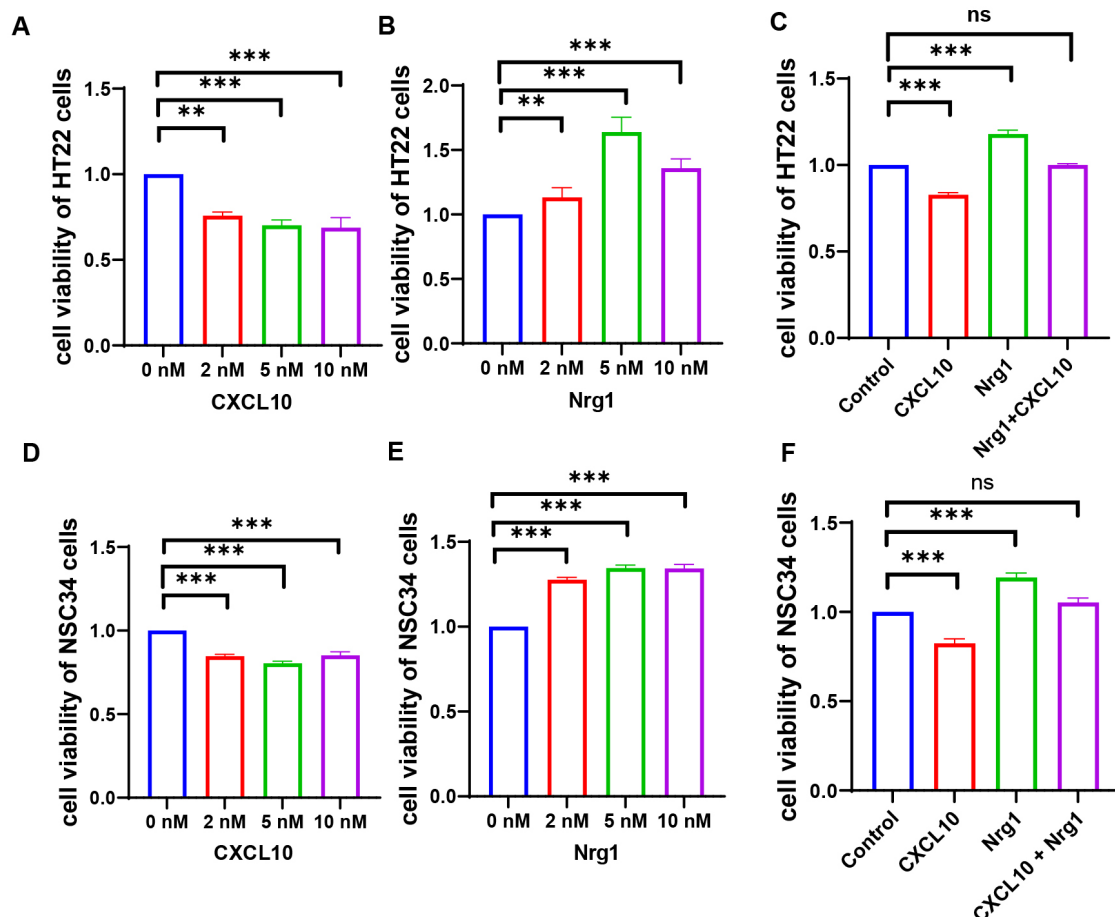 A
cell viability of HT22 cells
***
***
**
1.5
1.0
0.5
0.0
0 nM 2 nM 5 nM 10 nM
CXCL10
B
cell viability of HT22 cells
***
***
**
2.0
1.5
1.0
0.5
0.0
0 nM 2 nM 5 nM 10 nM
Nrg1
C
cell viability of HT22 cells
ns
***
***
1.5
1.0
0.5
0.0
Control CXCL10 Nrg1 Nrg1+CXCL10
D
cell viability of NSC34 cells
***
***
***
1.5
1.0
0.5
0.0
0 nM 2 nM 5 nM 10 nM
CXCL10
E
cell viability of NSC34 cells
***
***
***
1.5
1.0
0.5
0.0
0 nM 2 nM 5 nM 10 nM
Nrg1
F
cell viability of NSC34 cells
ns
***
***
1.5
1.0
0.5
0.0
Control CXCL10 Nrg1 CXCL10 + Nrg1